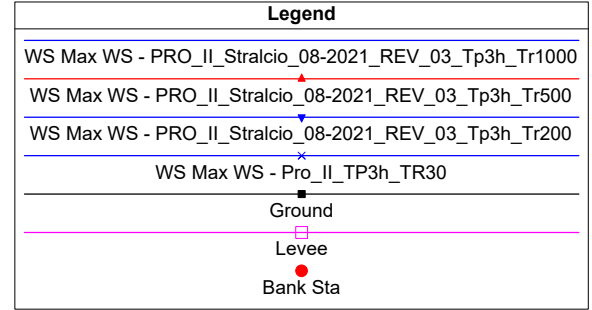 Legend
WS Max WS - PRO_II_Stralcio_08-2021_REV_03_Tp3h_Tr1000
WS Max WS - PRO_II_Stralcio_08-2021_REV_03_Tp3h_Tr500
WS Max WS - PRO_II_Stralcio_08-2021_REV_03_Tp3h_Tr200
WS Max WS - Pro_II_TP3h_TR30
Ground
Levee
Bank Sta